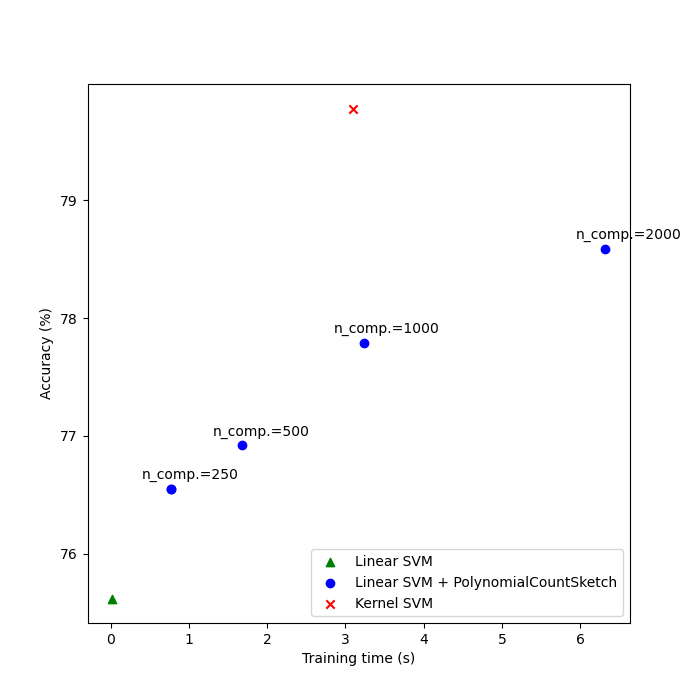 79
78
77
76
Accuracy (%)
n_comp.=2000
n_comp.=1000
n_comp.=500
n_comp.=250
Linear SVM
Linear SVM + PolynomialCountSketch
Kernel SVM
0 1 2 3 4 5 6
Training time (s)